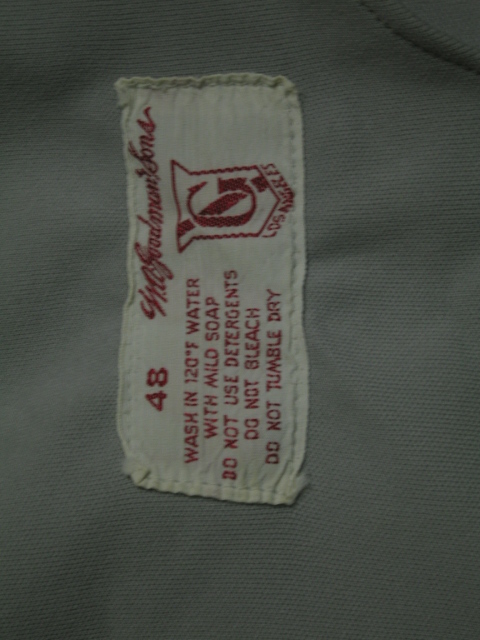 Goodman & Sons
G
LOS ANGELES
48
WASH IN 120°F WATER
WITH MILD SOAP
DO NOT USE DETERGENTS
DO NOT BLEACH
DO NOT TUMBLE DRY